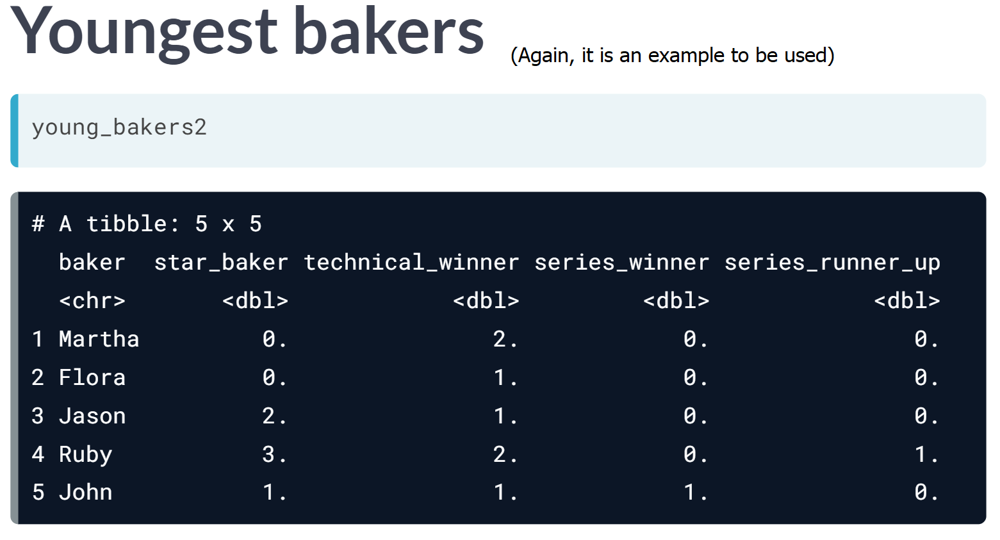 Youngest bakers (Again, it is an example to be used)
young_bakers2
# A tibble: 5 x 5
baker star_baker technical_winner series_winner series_runner_up
<chr> <dbl> <dbl> <dbl> <dbl>
1 Martha 0. 2. 0. 0.
2 Flora 0. 1. 0. 0.
3 Jason 2. 1. 0. 0.
4 Ruby 3. 2. 0. 1.
5 John 1. 1. 1. 0.